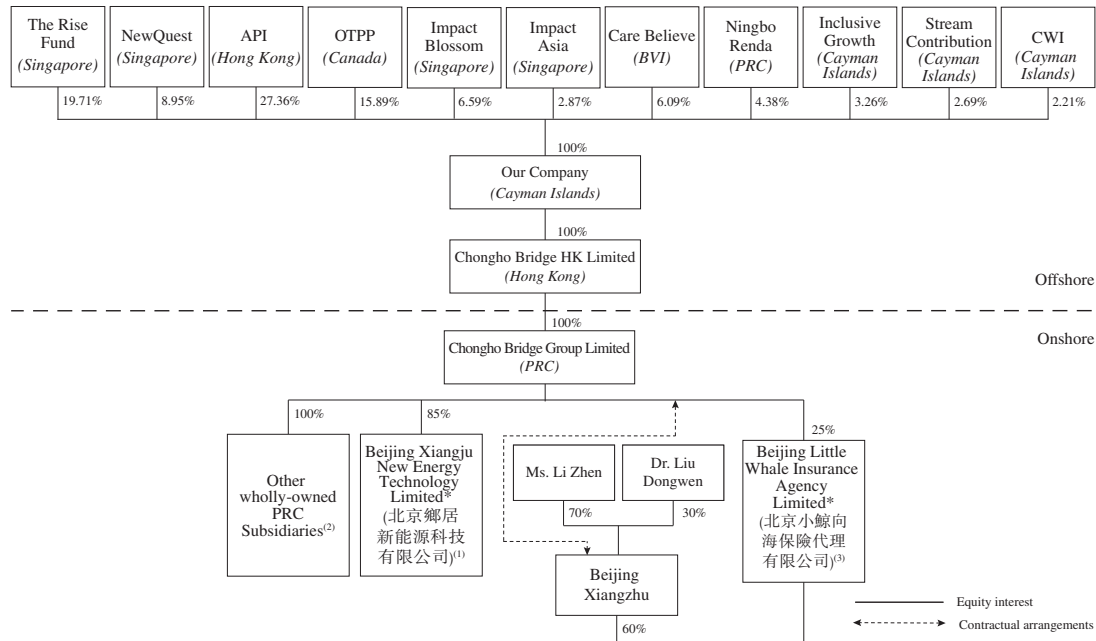 The Rise
Fund
(Singapore)
NewQuest
(Singapore)
API
(Hong Kong)
OTPP
(Canada)
Impact
Blossom
(Singapore)
Impact
Asia
(Singapore)
Care Believe
(BVI)
Ningbo
Renda
(PRC)
Inclusive
Growth
(Cayman
Islands)
Stream
Contribution
(Cayman
Islands)
CWI
(Cayman
Islands)
19.71%
8.95%
27.36%
15.89%
6.59%
2.87%
6.09%
4.38%
3.26%
2.69%
2.21%
100%
Our Company
(Cayman Islands)
100%
Chongho Bridge HK Limited
(Hong Kong)
Offshore
100%
Onshore
Chongho Bridge Group Limited
(PRC)
100%
85%
25%
Other
wholly-owned
PRC
Subsidiaries(2)
Beijing Xiangju
New Energy
Technology
Limited*
(北京鄉居
新能源科技
有限公司)(1)
Ms. Li Zhen
Dr. Liu
Dongwen
Beijing Little
Whale Insurance
Agency
Limited*
(北京小鯨向
海保險代理
有限公司)(3)
70%
30%
Beijing
Xiangzhu
60%
Equity interest
Contractual arrangements